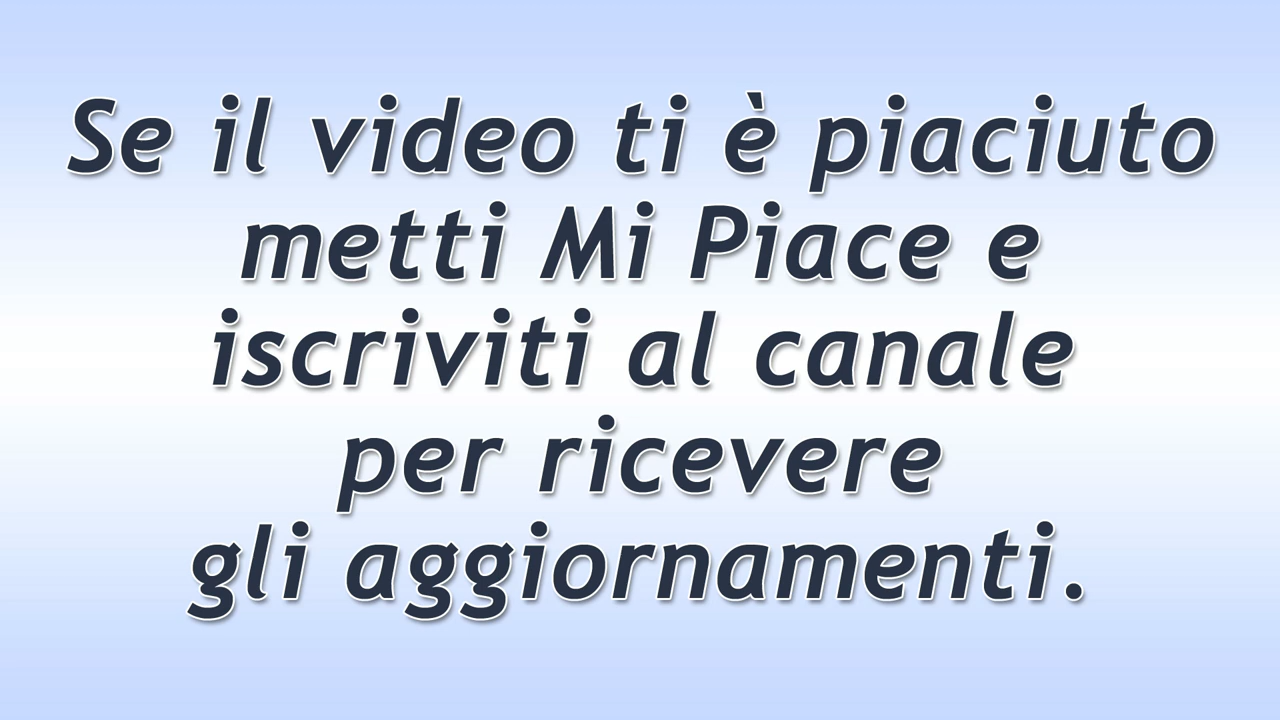 Se il video ti è piaciuto
metti Mi Piace e
iscriviti al canale
per ricevere
gli aggiornamenti.